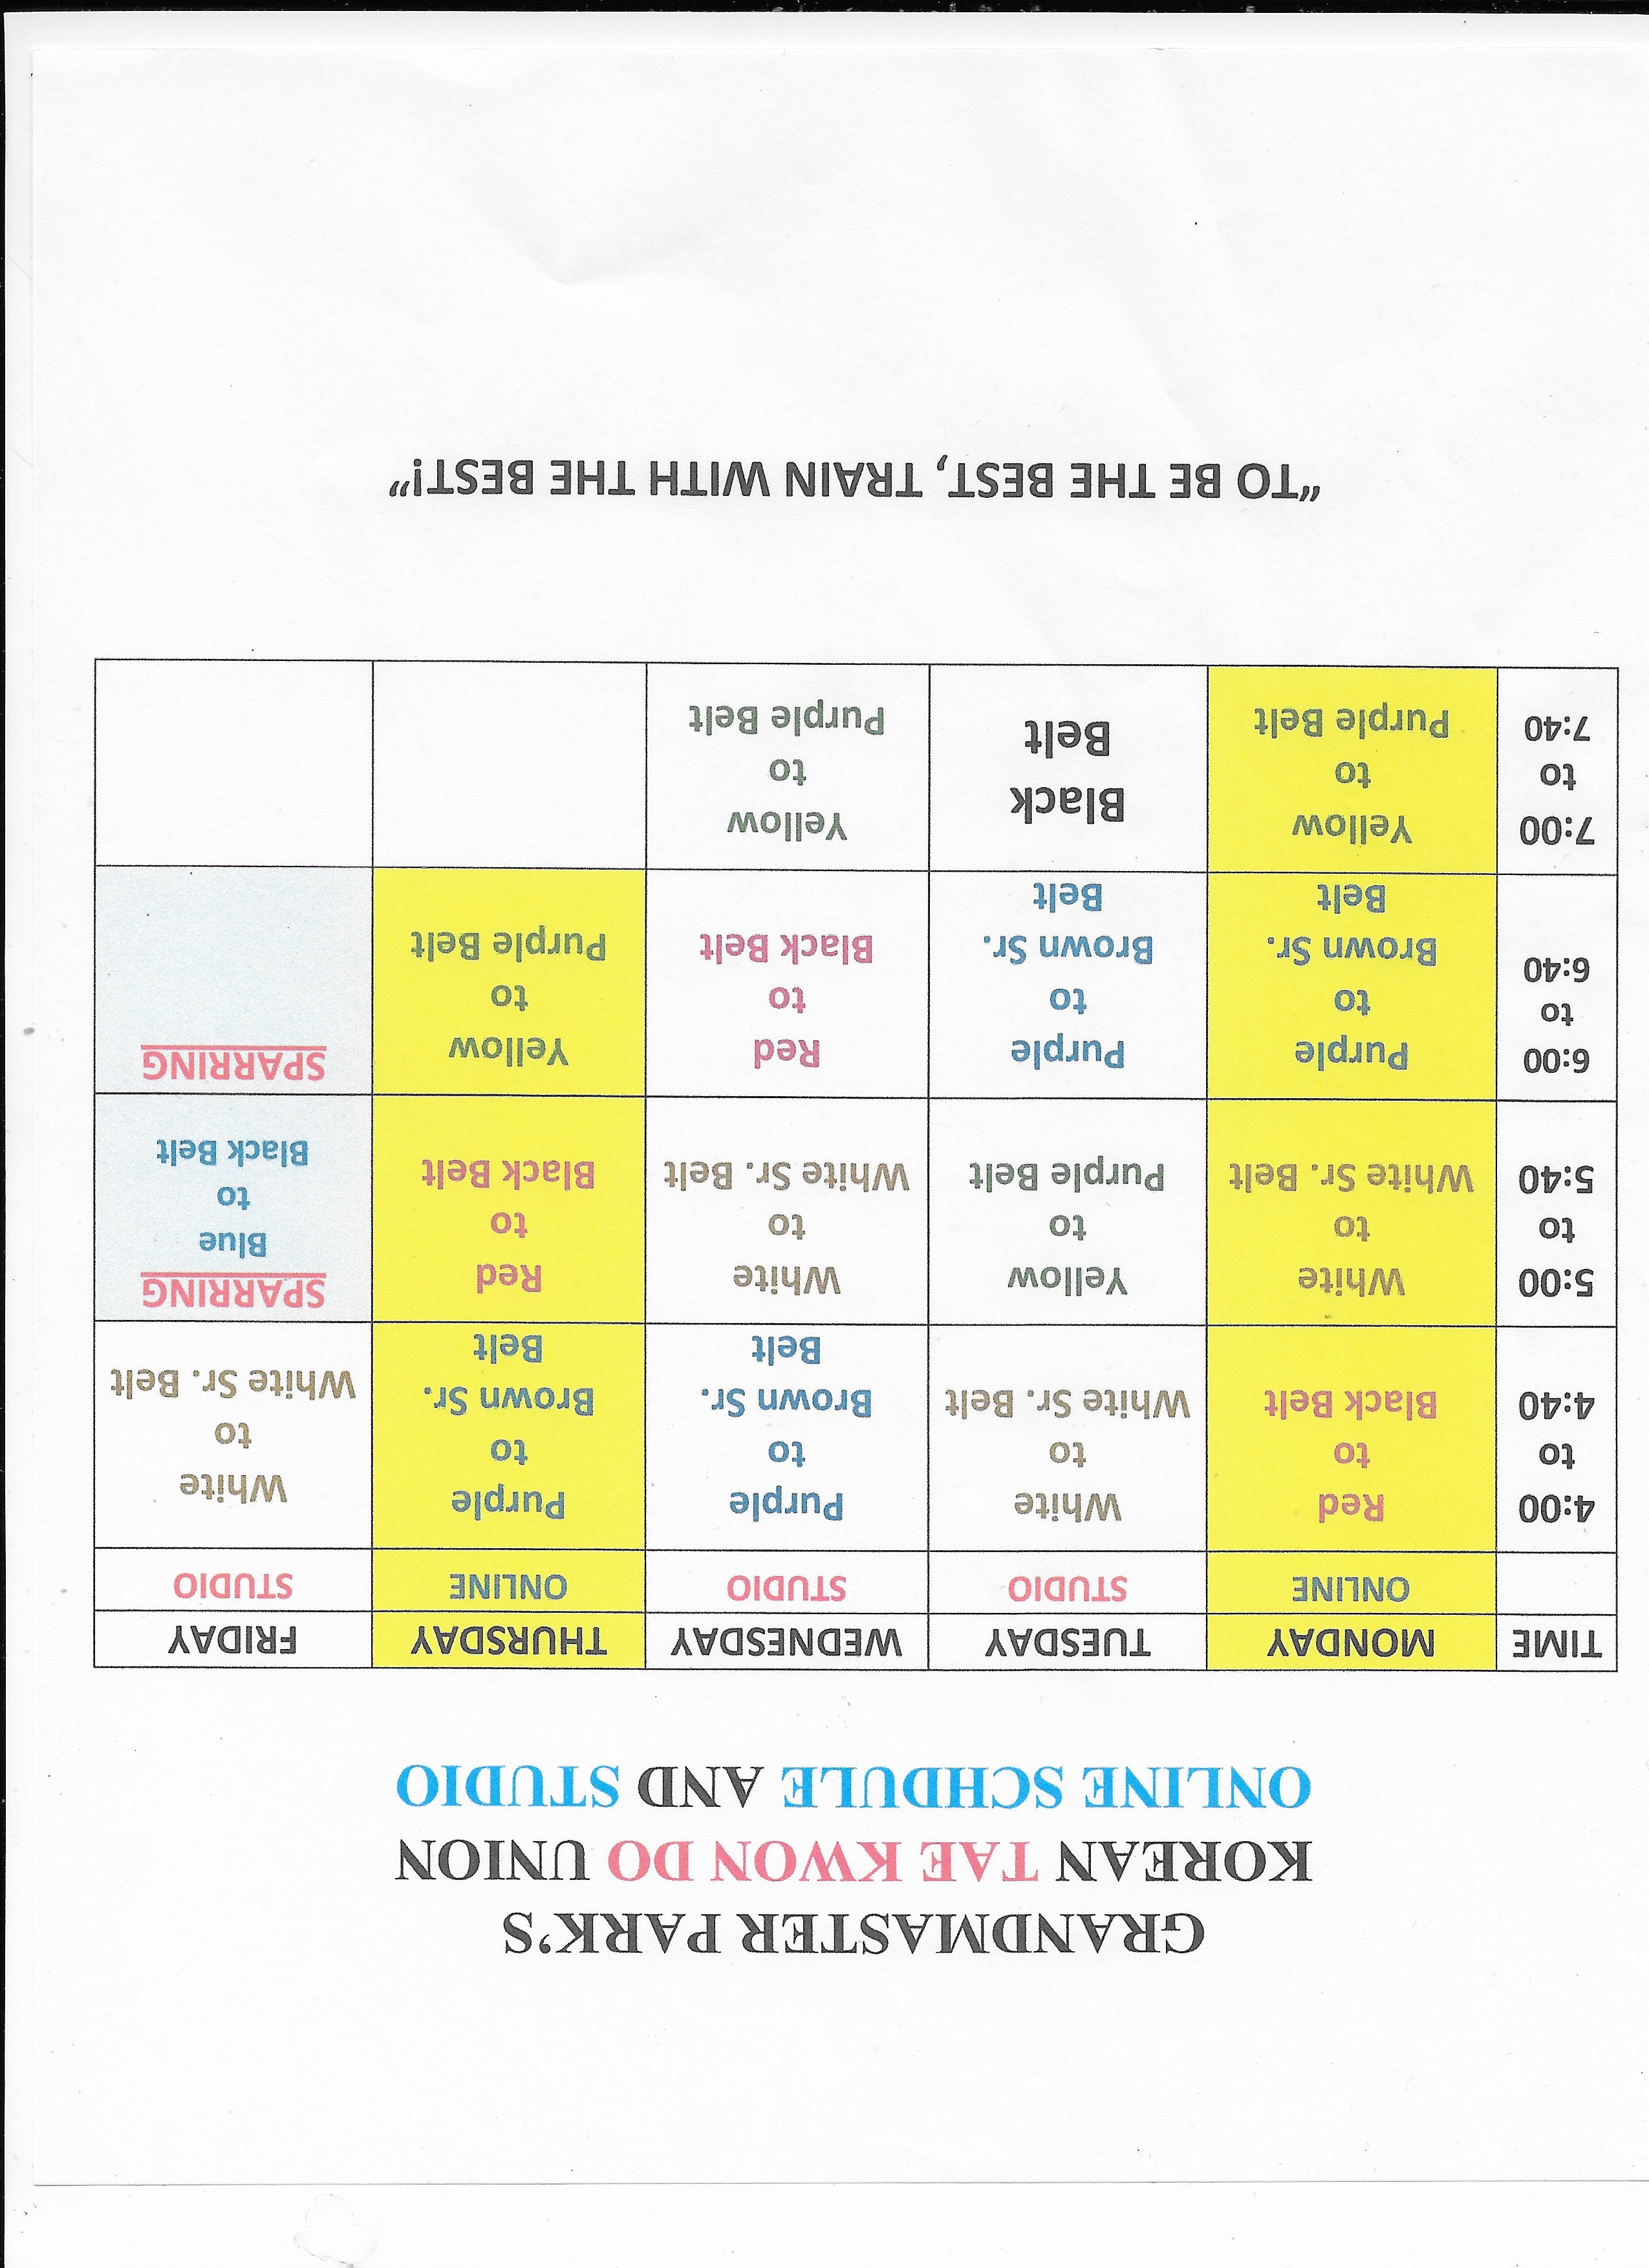 GRANDMASTER PARK'S
KOREAN TAE KWON DO UNION
ONLINE SCHDULE AND STUDIO
TIME MONDAY TUESDAY WEDNESDAY THURSDAY FRIDAY
ONLINE STUDIO STUDIO ONLINE STUDIO
4:00
to
4:40
Red
to
Black Belt
White
to
White Sr. Belt
Purple
to
Brown Sr.
Belt
Purple
to
Brown Sr.
Belt
White
to
White Sr. Belt
5:00
to
5:40
White
to
White Sr. Belt
Yellow
to
Purple Belt
White
to
White Sr. Belt
Red
to
Black Belt
SPARRING
Blue
to
Black Belt
6:00
to
6:40
Purple
to
Brown Sr.
Belt
Purple
to
Brown Sr.
Belt
Red
to
Black Belt
Yellow
to
Purple Belt
SPARRING
7:00
to
7:40
Yellow
to
Purple Belt
Black
Belt
Yellow
to
Purple Belt
“TO BE THE BEST, TRAIN WITH THE BEST!”